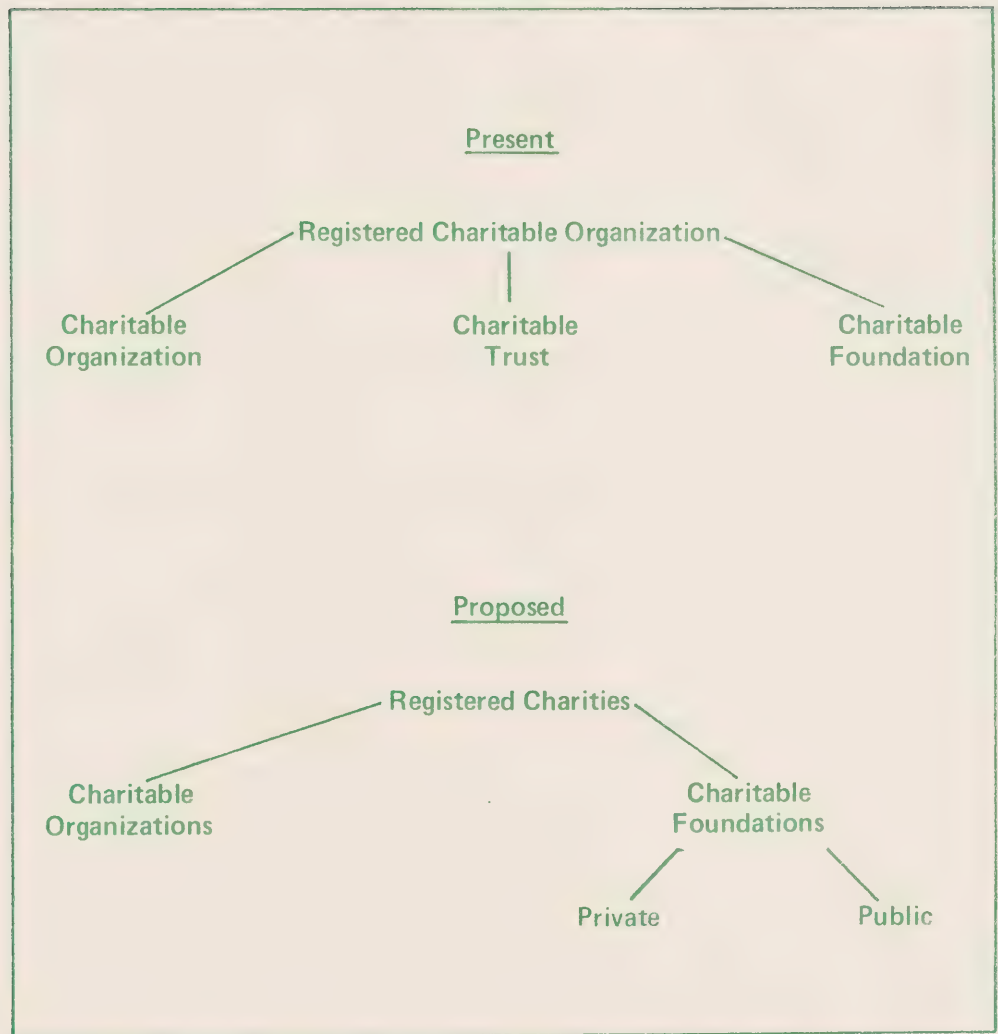 Present
Registered Charitable Organization
Charitable
Organization
Charitable
Trust
Charitable
Foundation
Proposed
Registered Charities
Charitable
Organizations
Charitable
Foundations
Private
Public